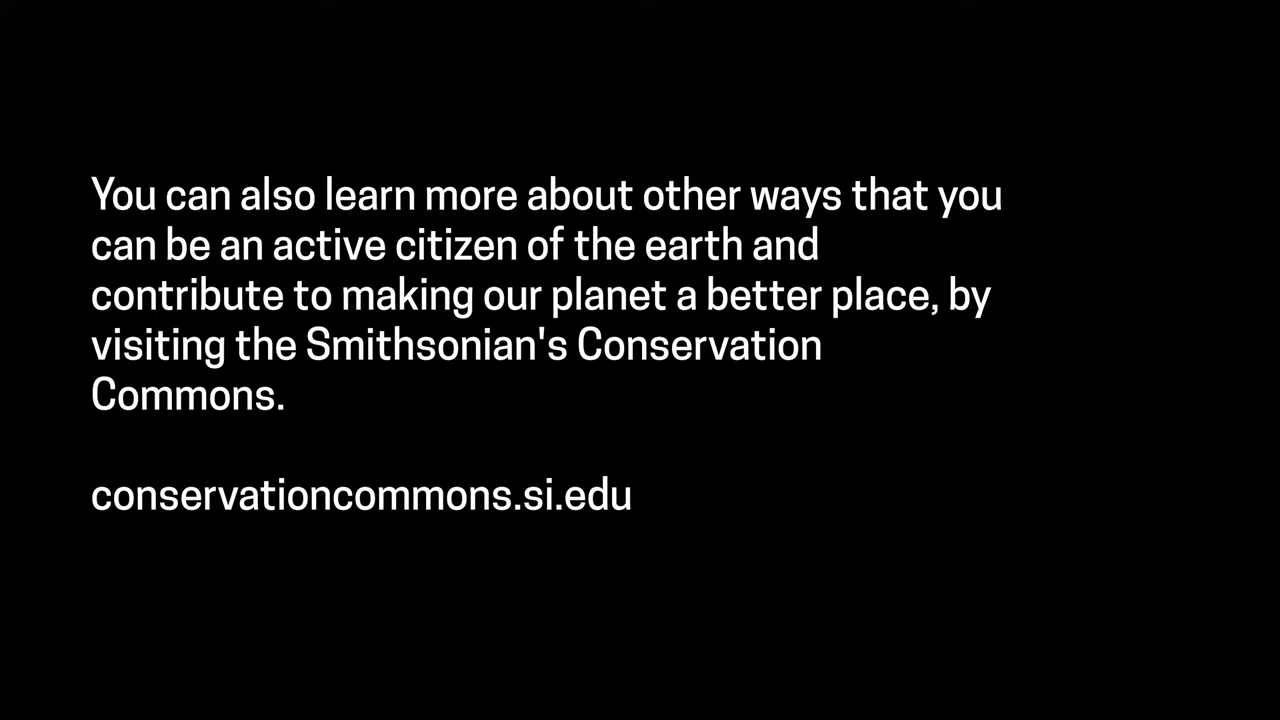 You can also learn more about other ways that you
can be an active citizen of the earth and
contribute to making our planet a better place, by
visiting the Smithsonian's Conservation
Commons.
conservationcommons.si.edu